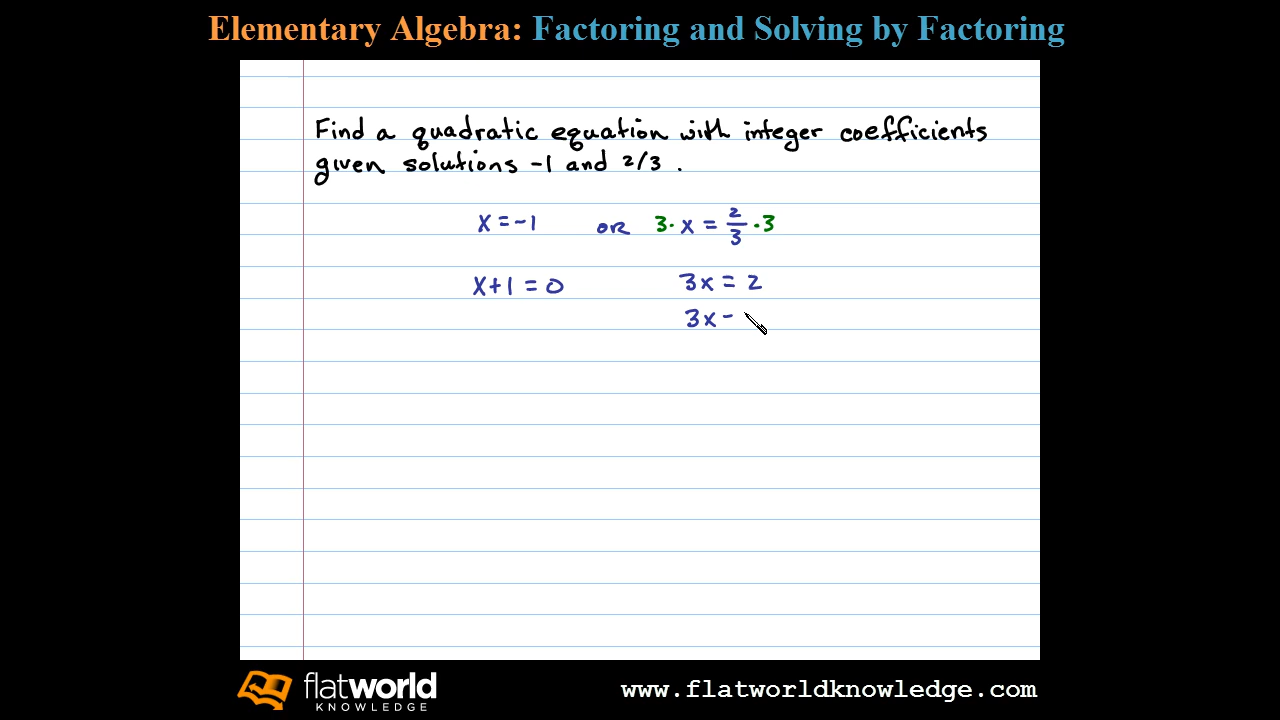 Elementary Algebra: Factoring and Solving by Factoring
Find a quadratic equation with integer coefficients
given solutions -1 and 2/3 .
x = -1 or 3· x = 2/3 · 3
x+1 = 0 3x = 2
3x -
flatworld
KNOWLEDGE
www.flatworldknowledge.com